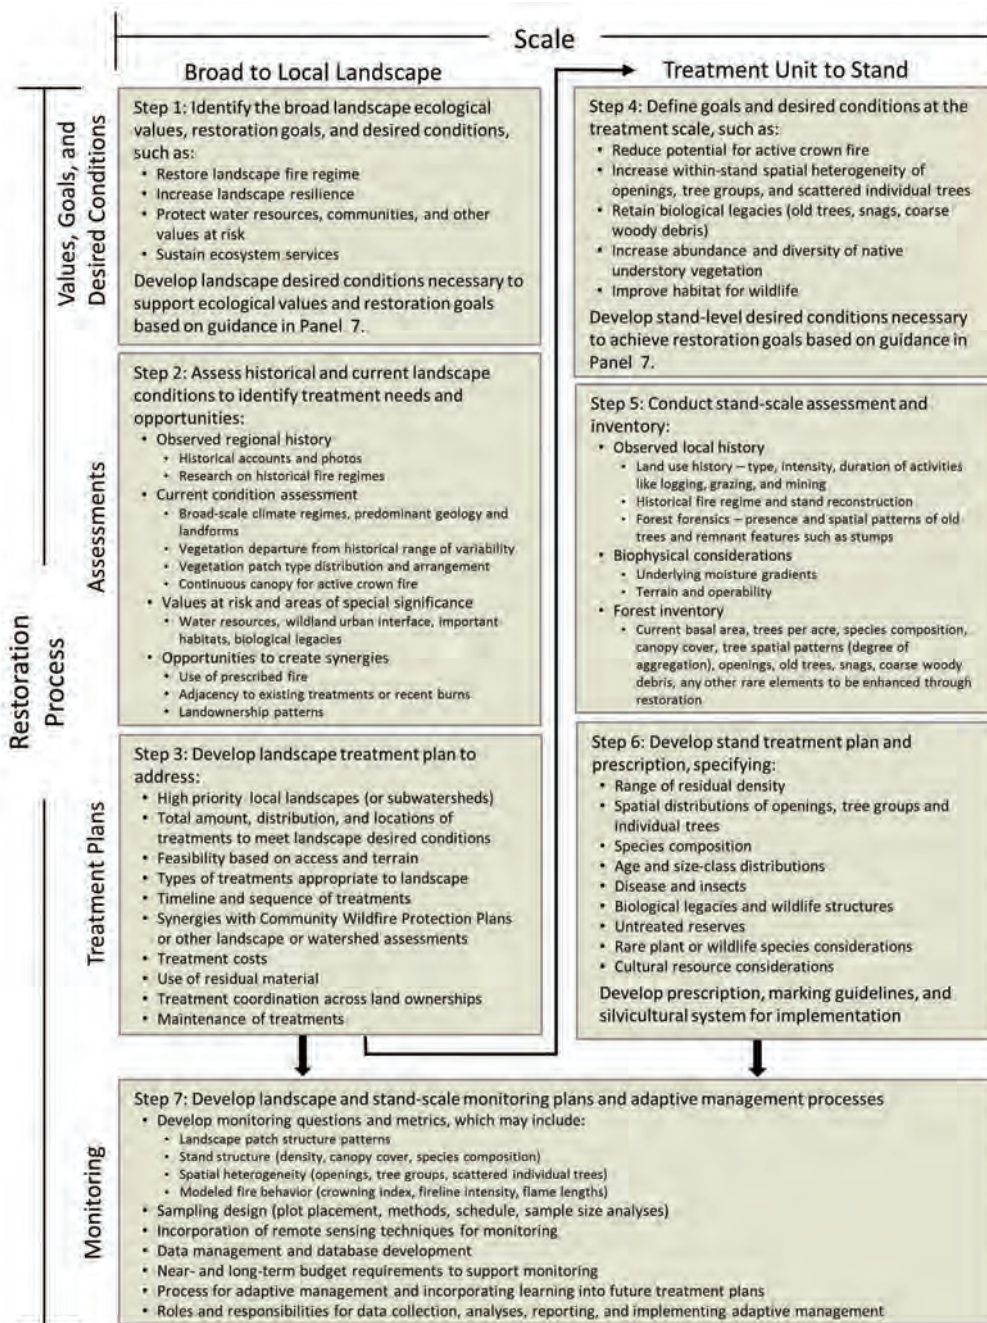 Scale
Broad to Local Landscape
Treatment Unit to Stand
Restoration
Process
Values, Goals, and
Desired Conditions
Step 1: Identify the broad landscape ecological
values, restoration goals, and desired conditions,
such as:
• Restore landscape fire regime
• Increase landscape resilience
• Protect water resources, communities, and other
values at risk
• Sustain ecosystem services
Develop landscape desired conditions necessary to
support ecological values and restoration goals
based on guidance in Panel 7.
Step 4: Define goals and desired conditions at the
treatment scale, such as:
• Reduce potential for active crown fire
• Increase within-stand spatial heterogeneity of
openings, tree groups, and scattered individual trees
• Retain biological legacies (old trees, snags, coarse
woody debris)
• Increase abundance and diversity of native
understory vegetation
• Improve habitat for wildlife
Develop stand-level desired conditions necessary
to achieve restoration goals based on guidance in
Panel 7.
Assessments
Step 2: Assess historical and current landscape
conditions to identify treatment needs and
opportunities:
• Observed regional history
• Historical accounts and photos
• Research on historical fire regimes
• Current condition assessment
• Broad-scale climate regimes, predominant geology and
landforms
• Vegetation departure from historical range of variability
• Vegetation patch type distribution and arrangement
• Continuous canopy for active crown fire
• Values at risk and areas of special significance
• Water resources, wildland urban interface, important
habitats, biological legacies
• Opportunities to create synergies
• Use of prescribed fire
• Adjacency to existing treatments or recent burns
• Landownership patterns
Step 5: Conduct stand-scale assessment and
inventory:
• Observed local history
• Land use history – type, intensity, duration of activities
like logging, grazing, and mining
• Historical fire regime and stand reconstruction
• Forest forensics – presence and spatial patterns of old
trees and remnant features such as stumps
• Biophysical considerations
• Underlying moisture gradients
• Terrain and operability
• Forest inventory
• Current basal area, trees per acre, species composition,
canopy cover, tree spatial patterns (degree of
aggregation), openings, old trees, snags, coarse woody
debris, any other rare elements to be enhanced through
restoration
Treatment Plans
Step 3: Develop landscape treatment plan to
address:
• High priority local landscapes (or subwatersheds)
• Total amount, distribution, and locations of
treatments to meet landscape desired conditions
• Feasibility based on access and terrain
• Types of treatments appropriate to landscape
• Timeline and sequence of treatments
• Synergies with Community Wildfire Protection Plans
or other landscape or watershed assessments
• Treatment costs
• Use of residual material
• Treatment coordination across land ownerships
• Maintenance of treatments
Step 6: Develop stand treatment plan and
prescription, specifying:
• Range of residual density
• Spatial distributions of openings, tree groups and
individual trees
• Species composition
• Age and size-class distributions
• Disease and insects
• Biological legacies and wildlife structures
• Untreated reserves
• Rare plant or wildlife species considerations
• Cultural resource considerations
Develop prescription, marking guidelines, and
silvicultural system for implementation
Monitoring
Step 7: Develop landscape and stand-scale monitoring plans and adaptive management processes
• Develop monitoring questions and metrics, which may include:
• Landscape patch structure patterns
• Stand structure (density, canopy cover, species composition)
• Spatial heterogeneity (openings, tree groups, scattered individual trees)
• Modeled fire behavior (crowning index, fireline intensity, flame lengths)
• Sampling design (plot placement, methods, schedule, sample size analyses)
• Incorporation of remote sensing techniques for monitoring
• Data management and database development
• Near- and long-term budget requirements to support monitoring
• Process for adaptive management and incorporating learning into future treatment plans
• Roles and responsibilities for data collection, analyses, reporting, and implementing adaptive management